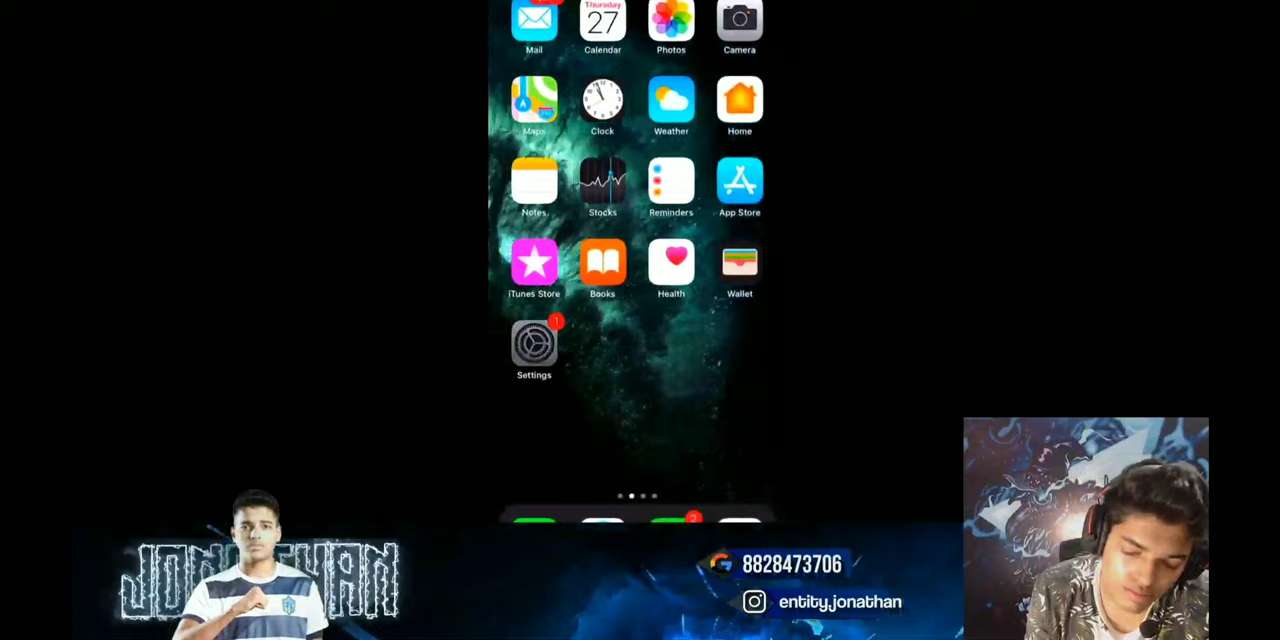 Thursday
27
Mail Calendar Photos Camera
Maps Clock Weather Home
Notes Stocks Reminders App Store
iTunes Store Books Health Wallet
1
Settings
2
JONATHAN
8828473706
entity.jonathan